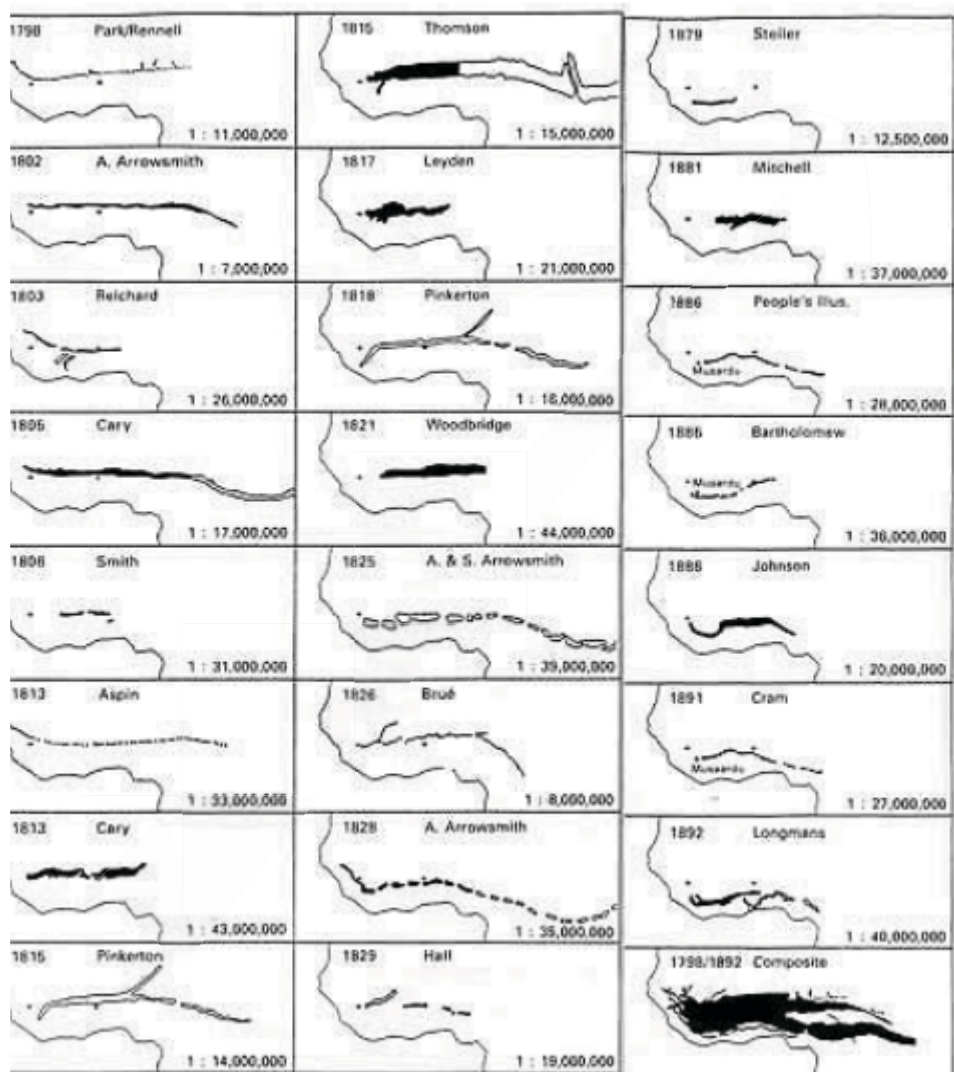 1798 Park/Rennell
1 : 11,000,000
1802 A. Arrowsmith
1 : 7,000,000
1803 Reichard
1 : 26,000,000
1805 Cary
1 : 17,000,000
1808 Smith
1 : 31,000,000
1813 Aspin
1 : 33,000,000
1813 Cary
1 : 43,000,000
1815 Pinkerton
1 : 14,000,000
1815 Thomson
1 : 15,000,000
1817 Leyden
1 : 21,000,000
1818 Pinkerton
1 : 18,000,000
1821 Woodbridge
1 : 44,000,000
1825 A. & S. Arrowsmith
1 : 39,000,000
1826 Brué
1 : 8,000,000
1828 A. Arrowsmith
1 : 35,000,000
1829 Hall
1 : 19,000,000
1879 Steiler
1 : 12,500,000
1881 Mitchell
1 : 37,000,000
1886 People's Illus.
Musardu
1 : 28,000,000
1886 Bartholomew
Musardu
1 : 36,000,000
1888 Johnson
1 : 20,000,000
1891 Cram
Musardu
1 : 27,000,000
1892 Longmans
1 : 40,000,000
1798/1892 Composite